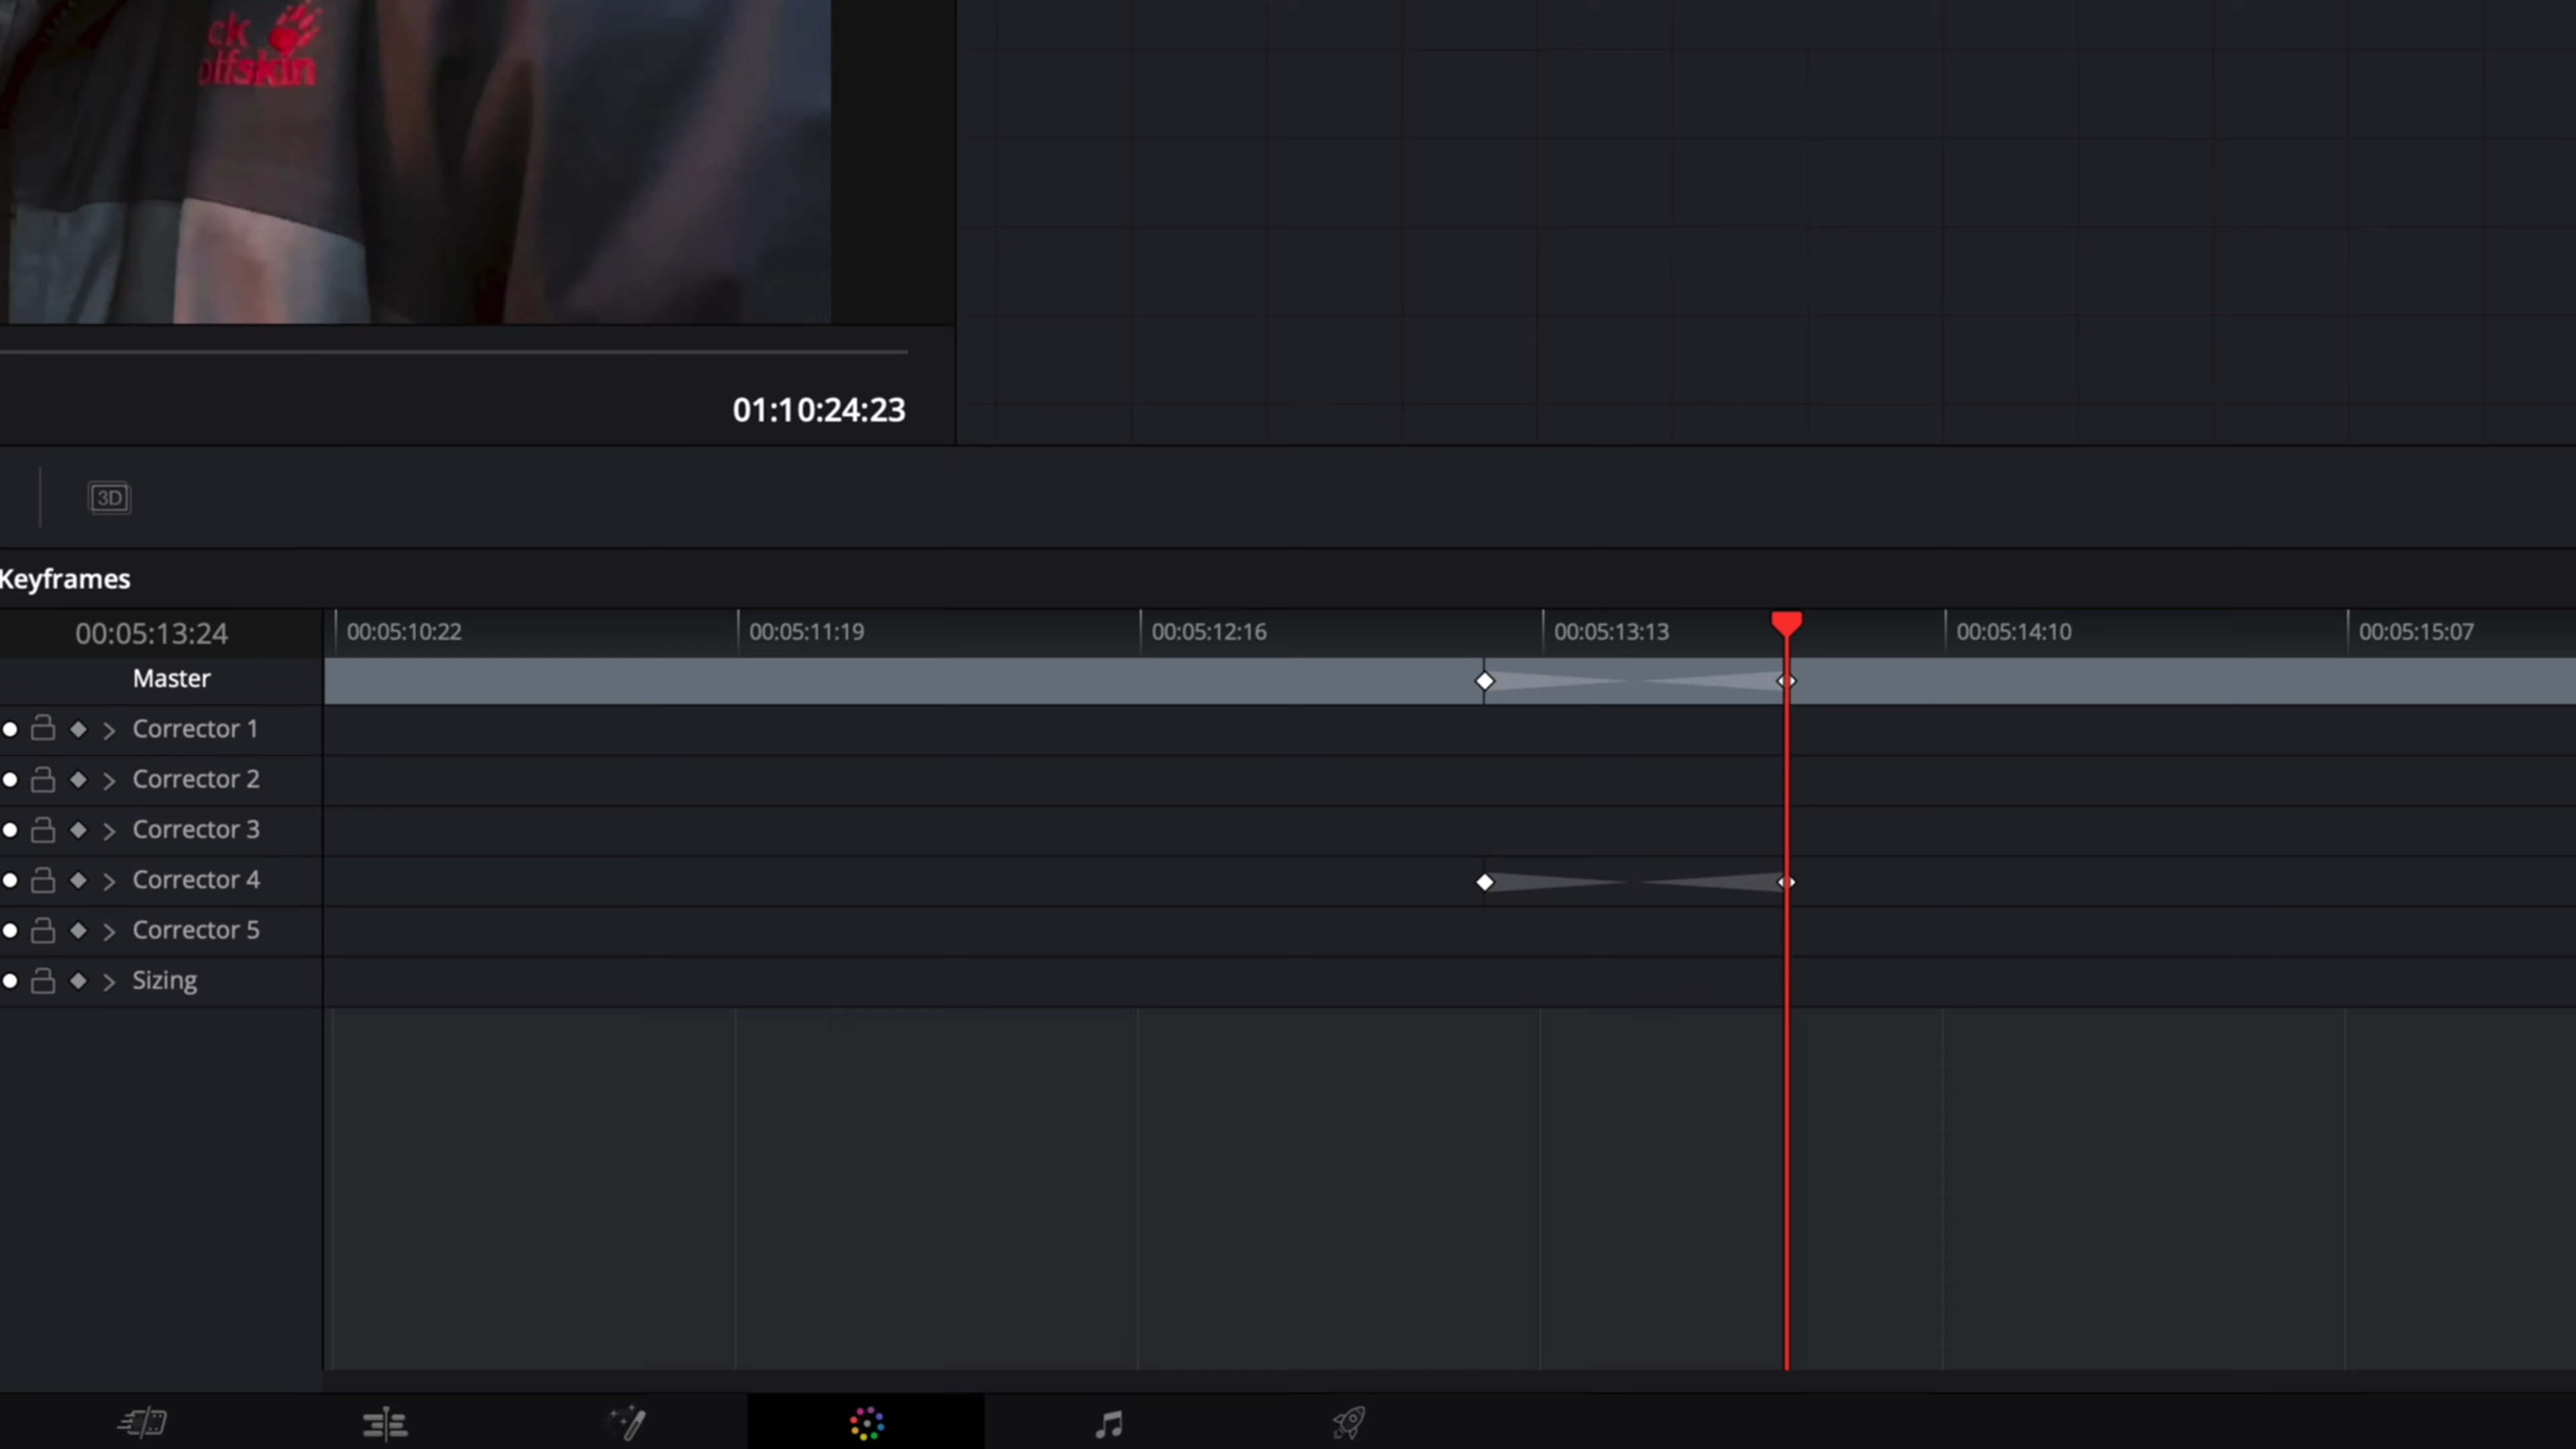 ck
olfskin
01:10:24:23
3D
Keyframes
00:05:13:24
00:05:10:22
00:05:11:19
00:05:12:16
00:05:13:13
00:05:14:10
00:05:15:07
Master
Corrector 1
Corrector 2
Corrector 3
Corrector 4
Corrector 5
Sizing